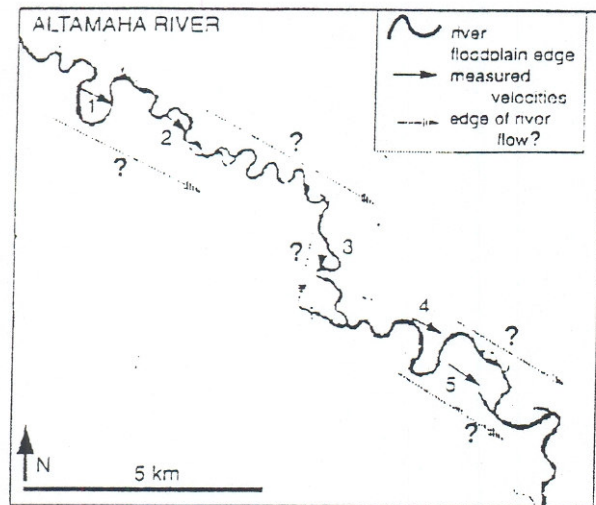 ALTAMAHA RIVER
river
floodplain edge
measured
velocities
edge of river
flow?
1
2
?
?
3
?
4
?
5
?
N
5 km